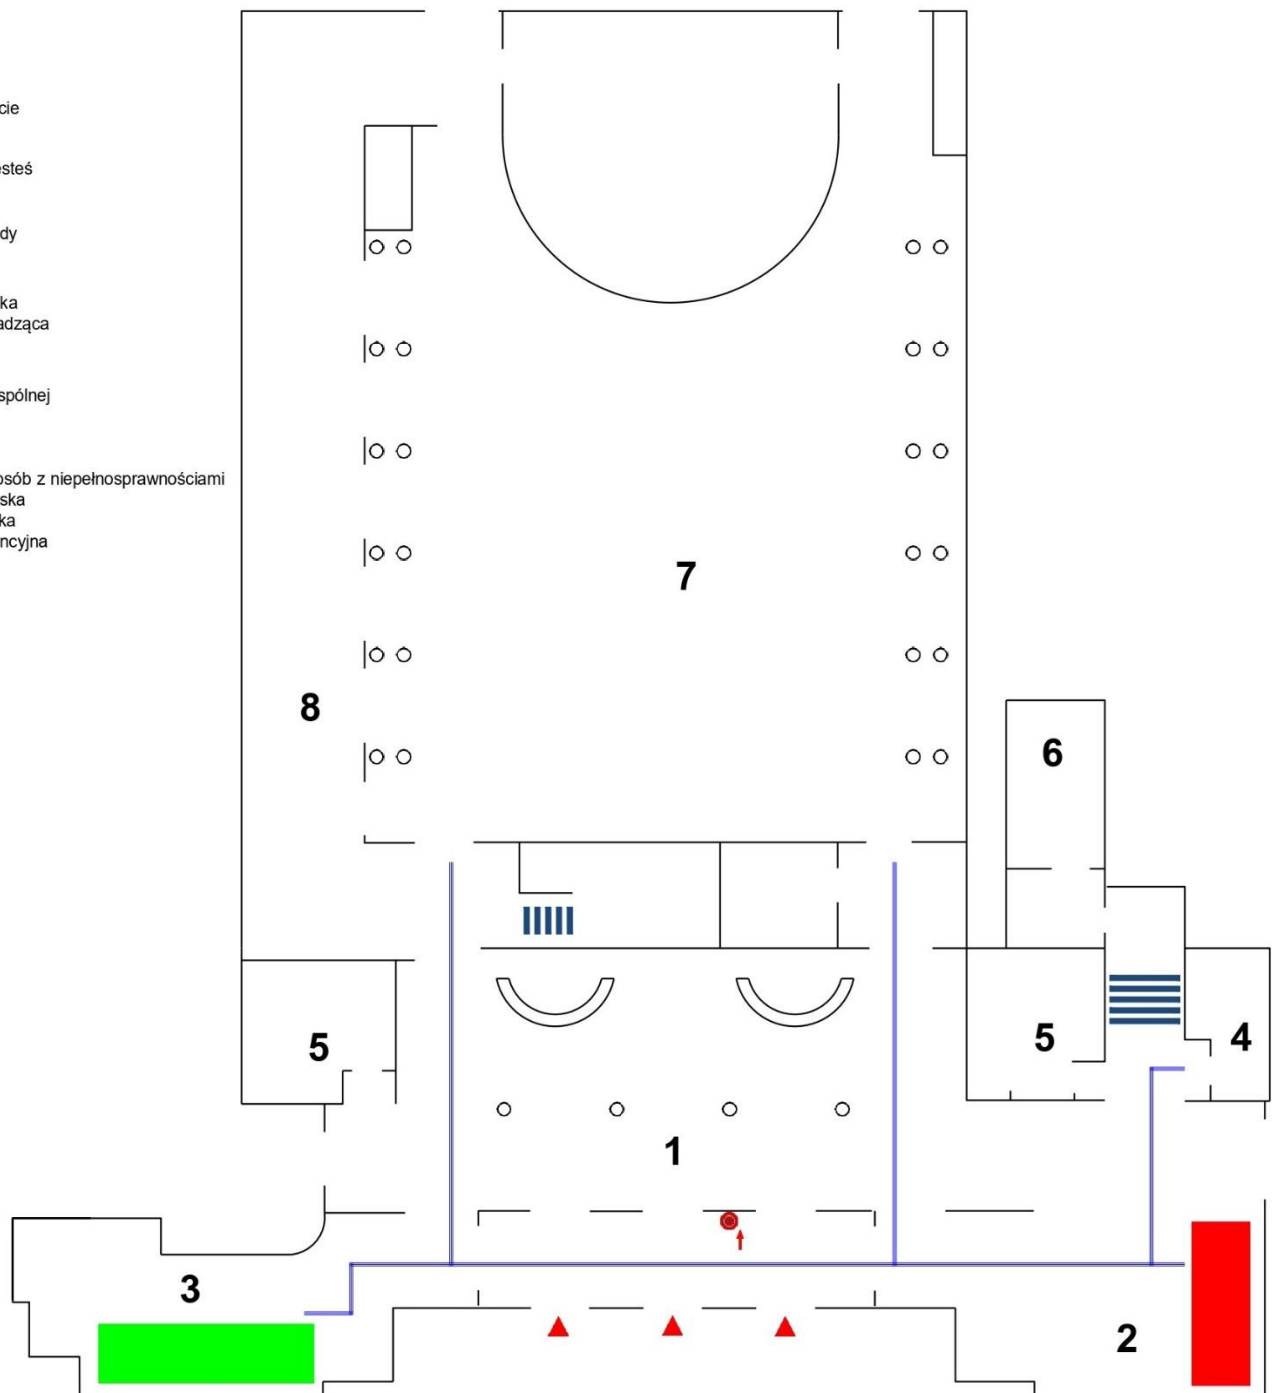 cie
esteś
dy
ka
adząca
spólnej
osób z niepełnosprawnościami
ska
ka
ncyjna
7
8
6
5
5
4
1
3
2